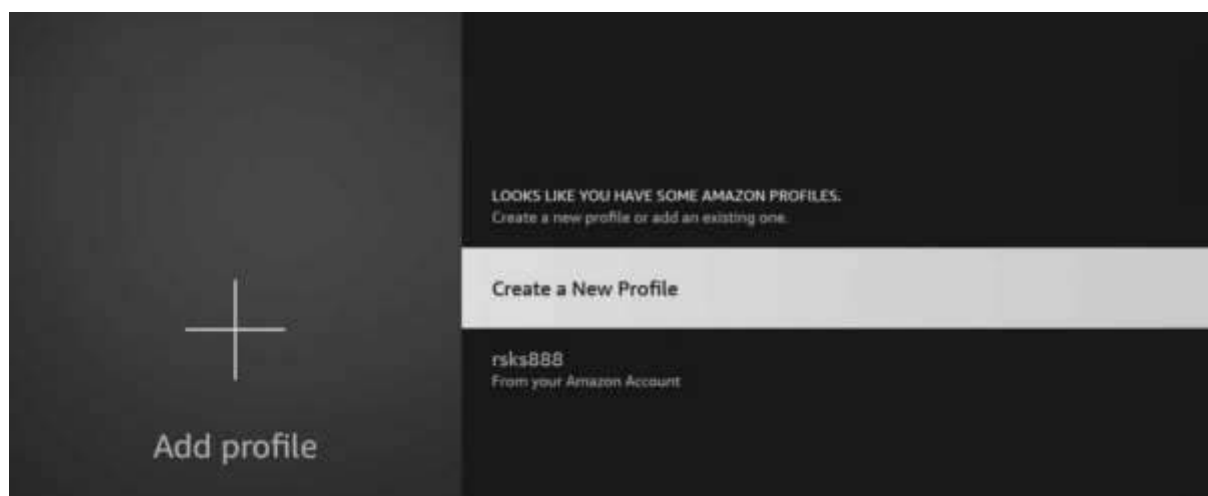 LOOKS LIKE YOU HAVE SOME AMAZON PROFILES.
Create a new profile or add an existing one.
Create a New Profile
rsks888
From your Amazon Account
Add profile